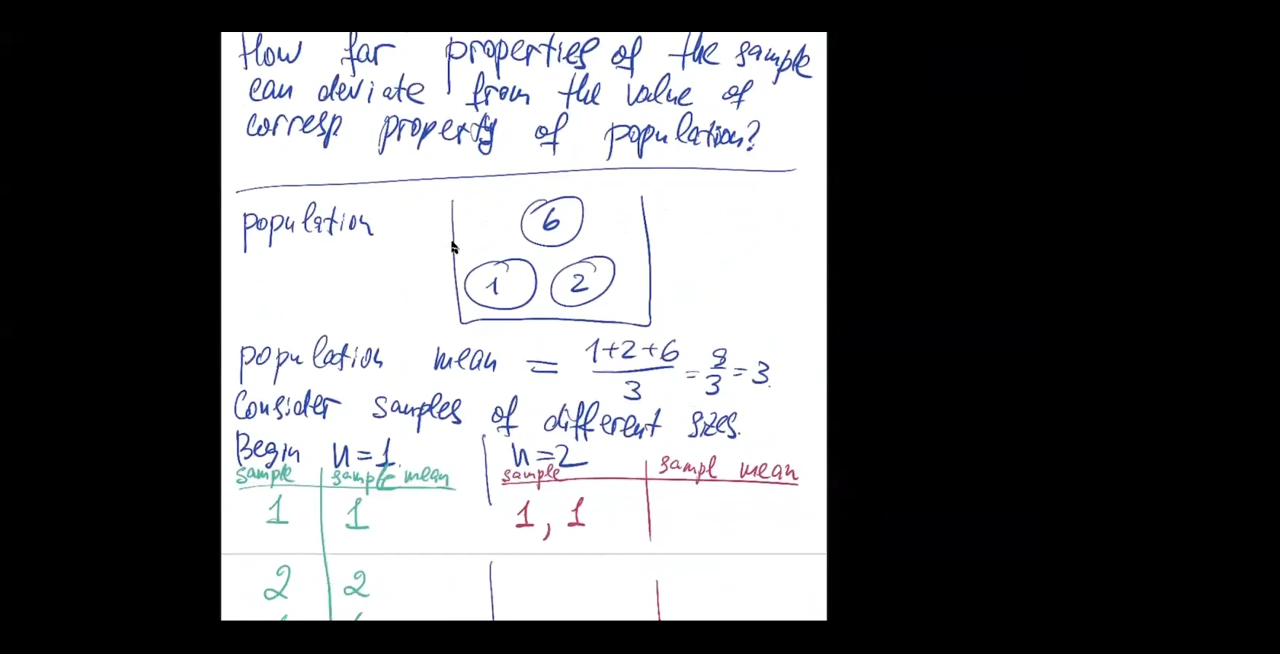 How far properties of the sample
can deviate from the value of
corresp property of population?
population
6
1 2
population mean = 1+2+6/3 = 9/3 = 3.
Consider samples of different sizes.
Begin n=1. n=2
sample sample mean sample sampl mean
1 1 1, 1
2 2